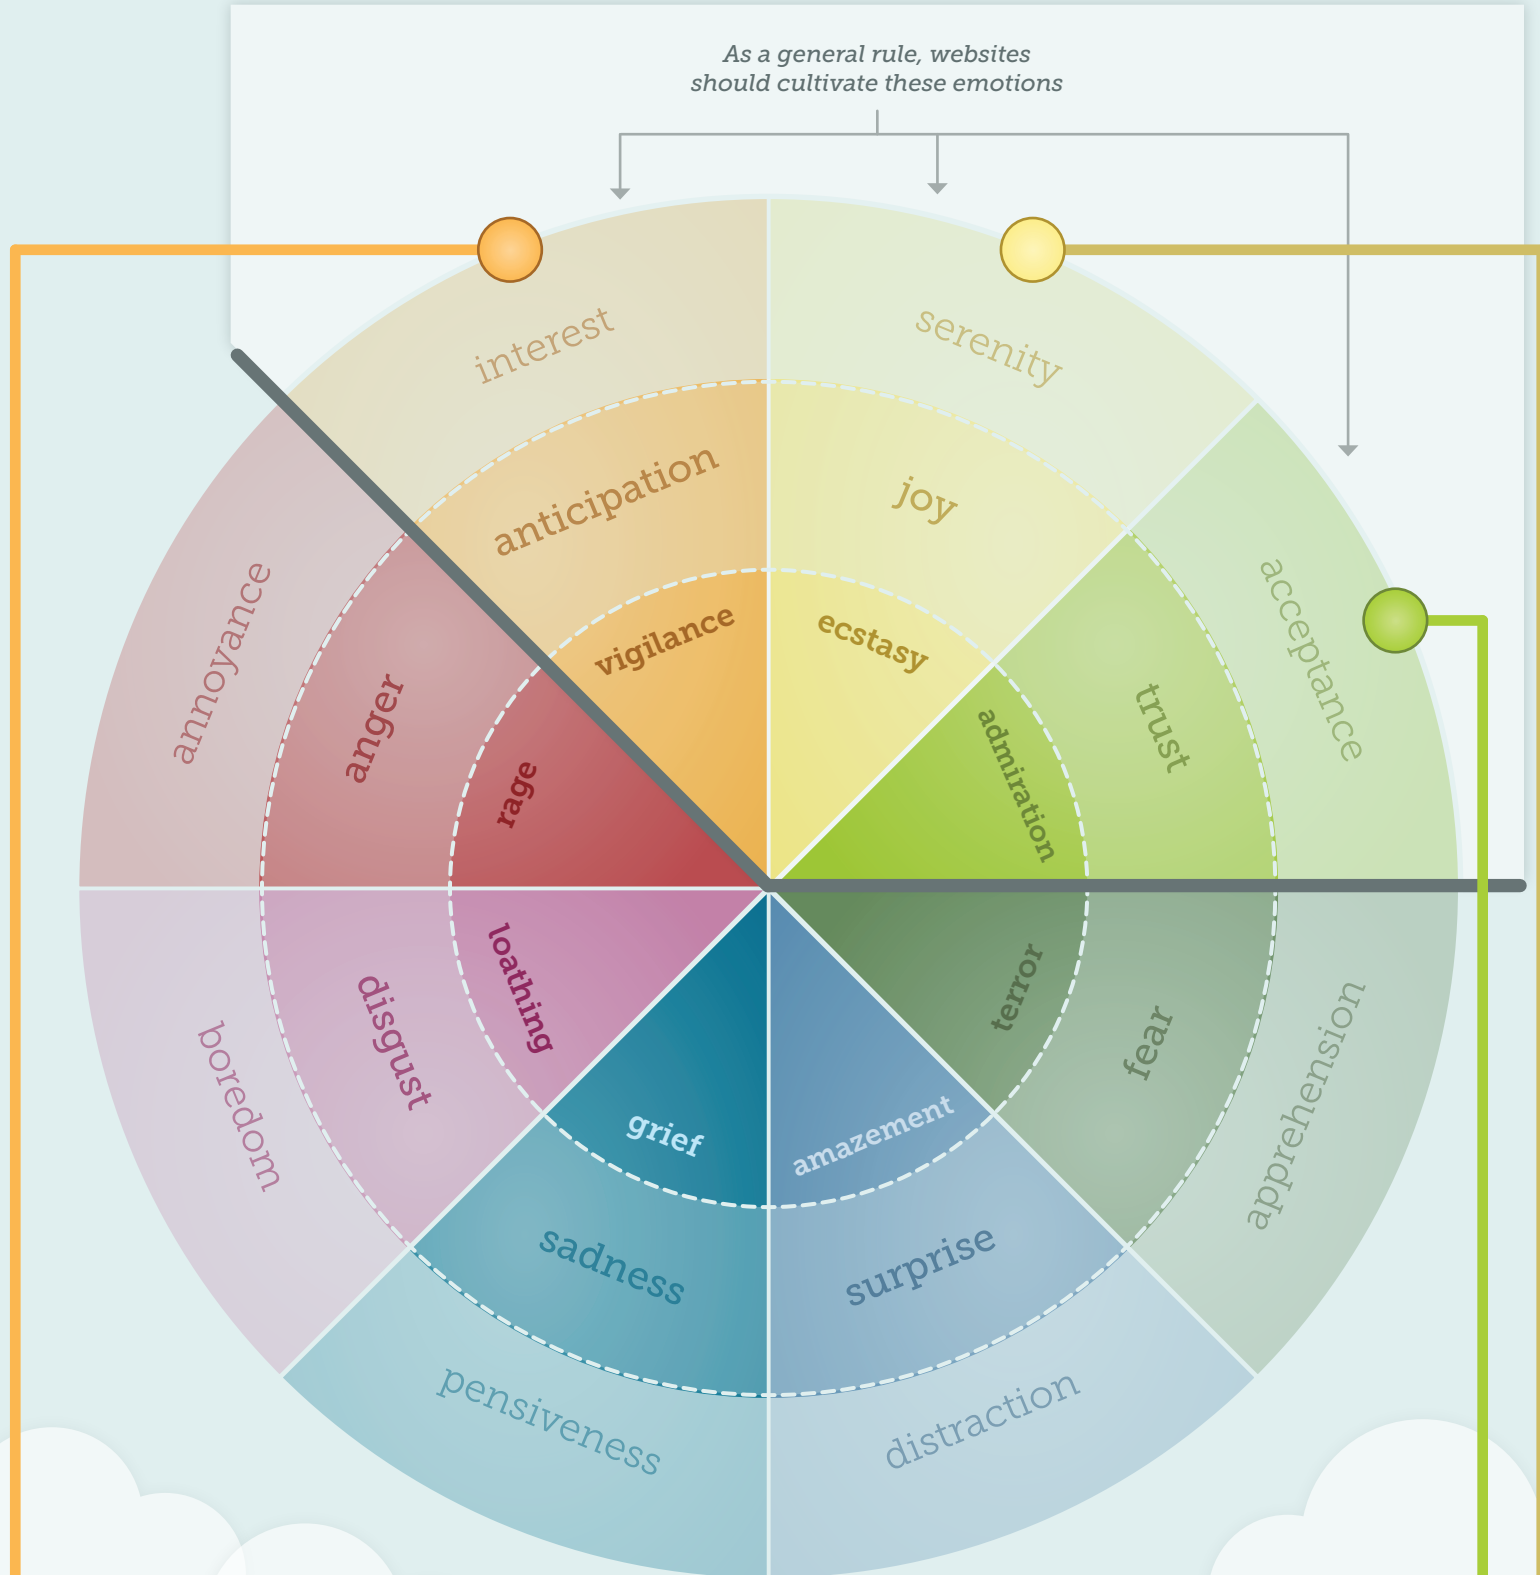 As a general rule, websites
should cultivate these emotions
interest
serenity
anticipation
joy
vigilance
ecstasy
annoyance
anger
rage
admiration
trust
acceptance
boredom
disgust
loathing
terror
fear
apprehension
grief
amazement
sadness
surprise
pensiveness
distraction